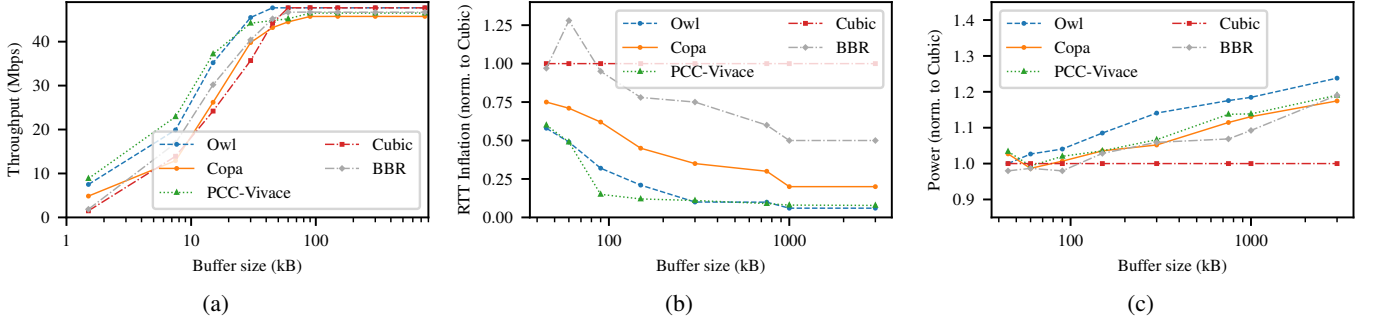 40
30
20
10
0
Throughput (Mbps)
Owl
Copa
PCC-Vivace
Cubic
BBR
1
10
100
Buffer size (kB)
(a)
1.25
1.00
0.75
0.50
0.25
0.00
RTT Inflation (norm. to Cubic)
Owl
Copa
PCC-Vivace
Cubic
BBR
100
1000
Buffer size (kB)
(b)
1.4
1.3
1.2
1.1
1.0
0.9
Power (norm. to Cubic)
Owl
Copa
PCC-Vivace
Cubic
BBR
100
1000
Buffer size (kB)
(c)